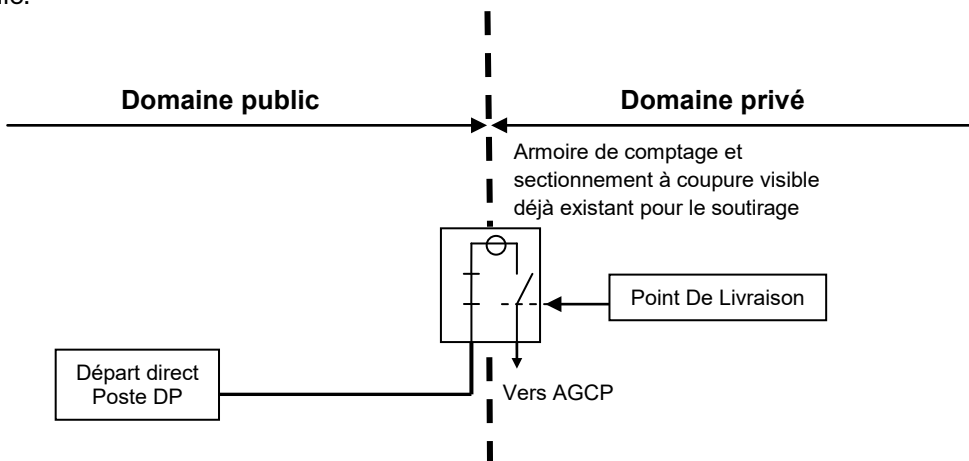 Domaine public
Domaine privé
Armoire de comptage et
sectionnement à coupure visible
déjà existant pour le soutirage
Point De Livraison
Départ direct
Poste DP
Vers AGCP